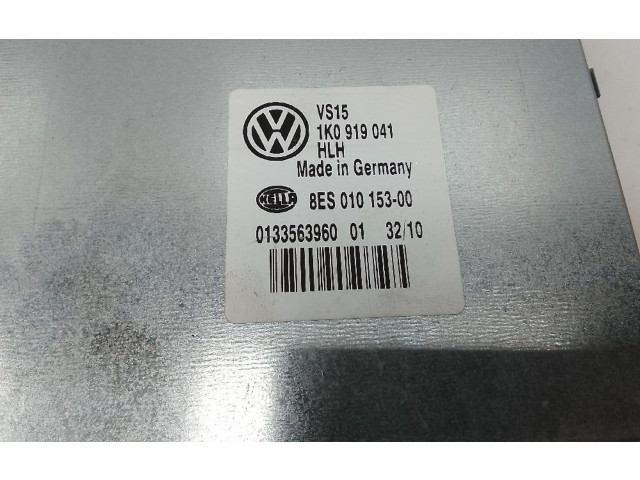 VS15
1K0 919 041
HLH
Made in Germany
HELLA 8ES 010 153-00
0133563960 01 32/10